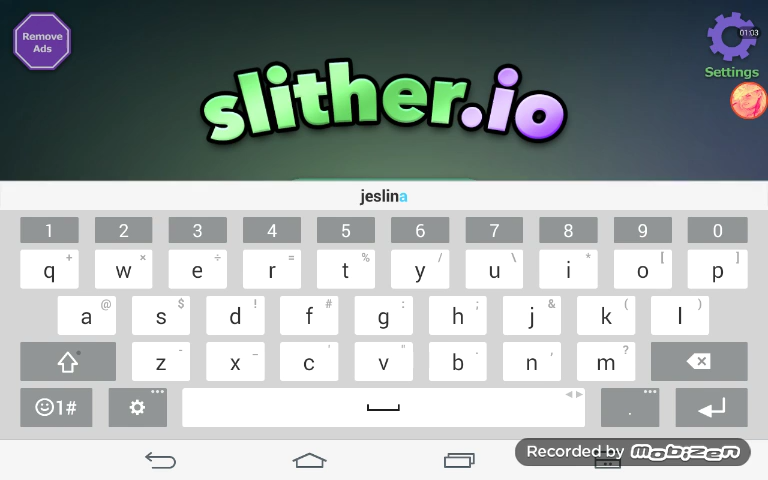 Remove
Ads
slither.io
01:03
Settings
jeslina
1 2 3 4 5 6 7 8 9 0
q + w × e ÷ r = t % y / u \ i * o [ p ]
a @ s $ d ! f # g : h ; j & k ( l )
z - x _ c ' v " b . n , m ?
1# .
Recorded by mobizen